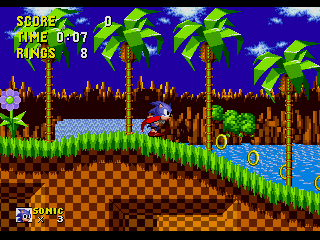 SCORE 0
TIME 0:07
RINGS 8
SONIC
× 3